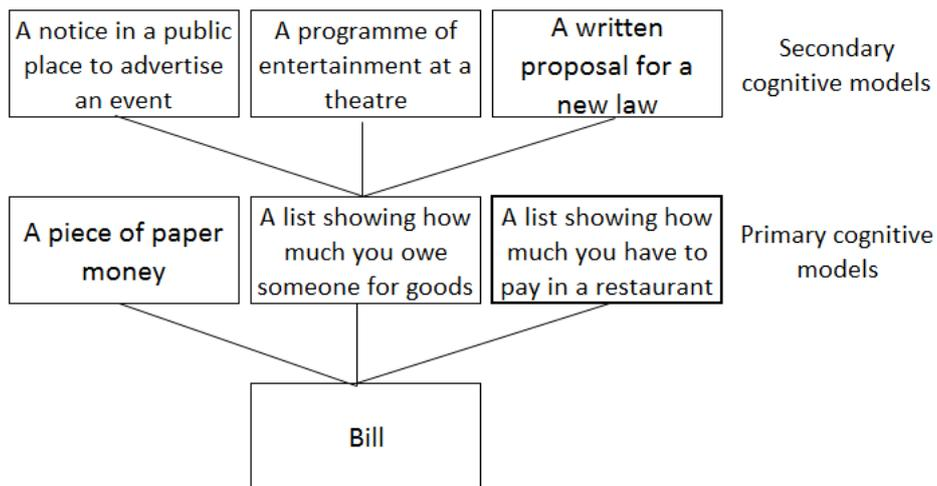 A notice in a public
place to advertise
an event
A programme of
entertainment at a
theatre
A written
proposal for a
new law
Secondary
cognitive models
A piece of paper
money
A list showing how
much you owe
someone for goods
A list showing how
much you have to
pay in a restaurant
Primary cognitive
models
Bill